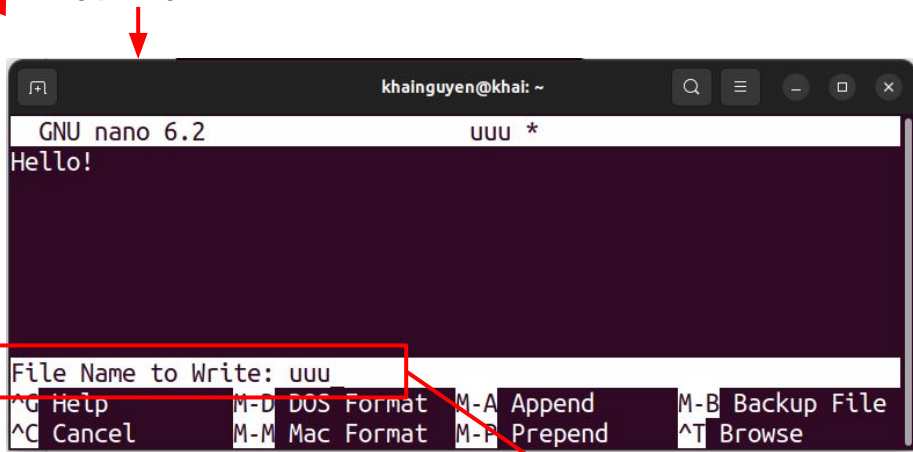 khainguyen@khai: ~
GNU nano 6.2 uuu *
Hello!
File Name to Write: uuu
^G Help M-D DOS Format M-A Append M-B Backup File
^C Cancel M-M Mac Format M-P Prepend ^T Browse